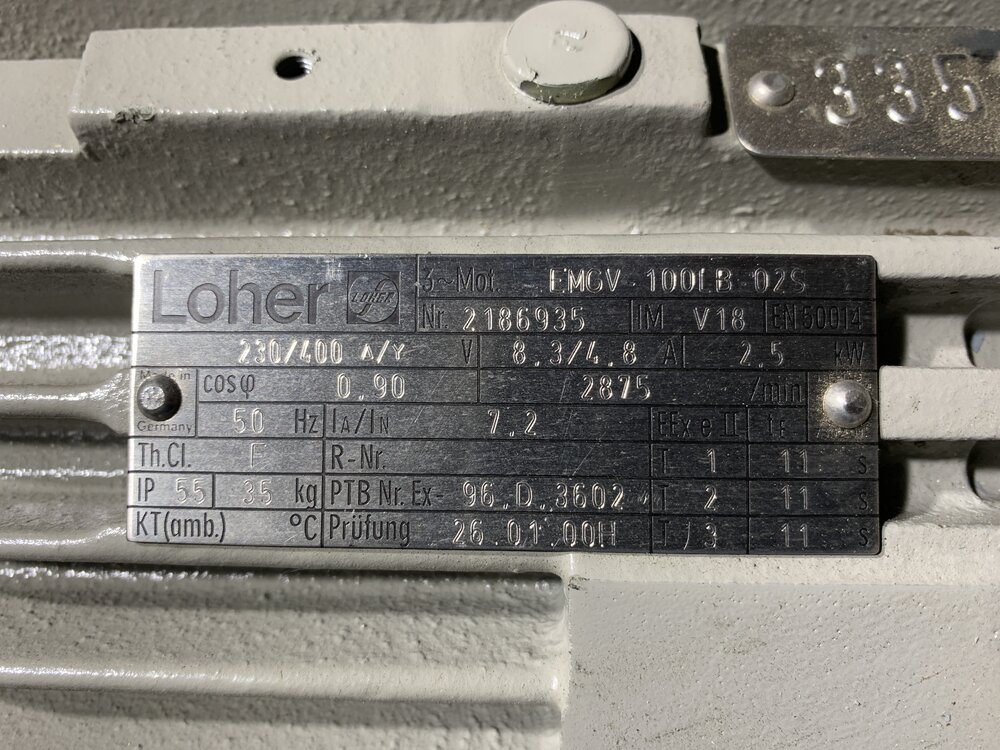 335
Loher LOHER 3~Mot. EMGV-100LB-02S
Nr. 2186935 IM V18 EN 50014
230/400 Δ/Y V 8.3/4.8 A 2.5 kW
Made in Germany cosφ 0.90 2875 /min
50 Hz IA/IN 7.2 EEx e II tE
Th.Cl. F R-Nr. T 1 11 s
IP 55 35 kg PTB Nr. Ex- 96.D.3602 T 2 11 s
KT(amb.) °C Prüfung 26.01.00H T 3 11 s